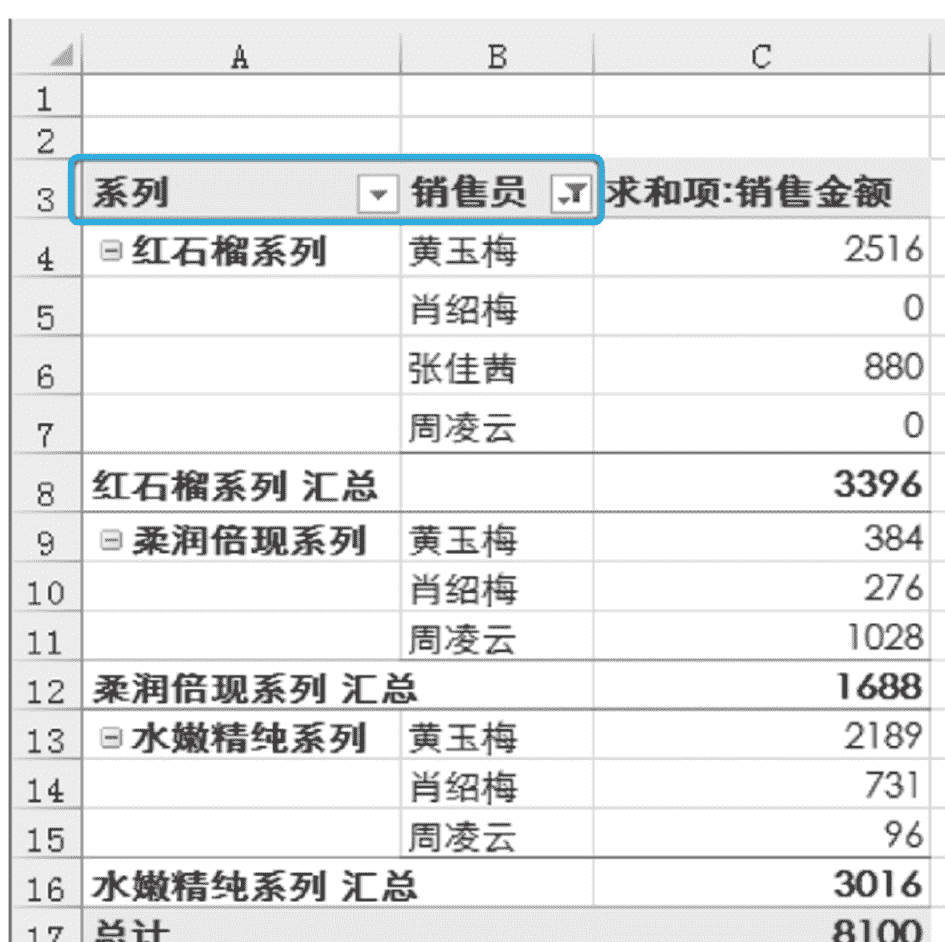 A B C
1
2
3 系列 销售员 求和项:销售金额
4 红石榴系列 黄玉梅 2516
5 肖绍梅 0
6 张佳茜 880
7 周凌云 0
8 红石榴系列 汇总 3396
9 柔润倍现系列 黄玉梅 384
10 肖绍梅 276
11 周凌云 1028
12 柔润倍现系列 汇总 1688
13 水嫩精纯系列 黄玉梅 2189
14 肖绍梅 731
15 周凌云 96
16 水嫩精纯系列 汇总 3016
17 总计 8100